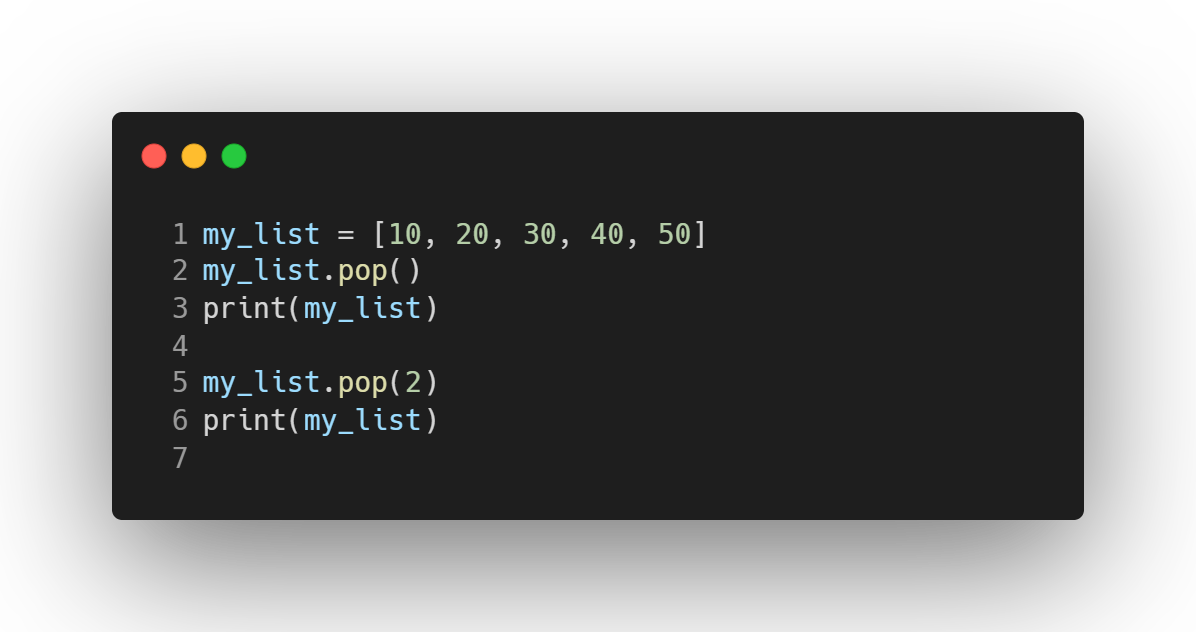 1 my_list = [10, 20, 30, 40, 50]
2 my_list.pop()
3 print(my_list)
4
5 my_list.pop(2)
6 print(my_list)
7